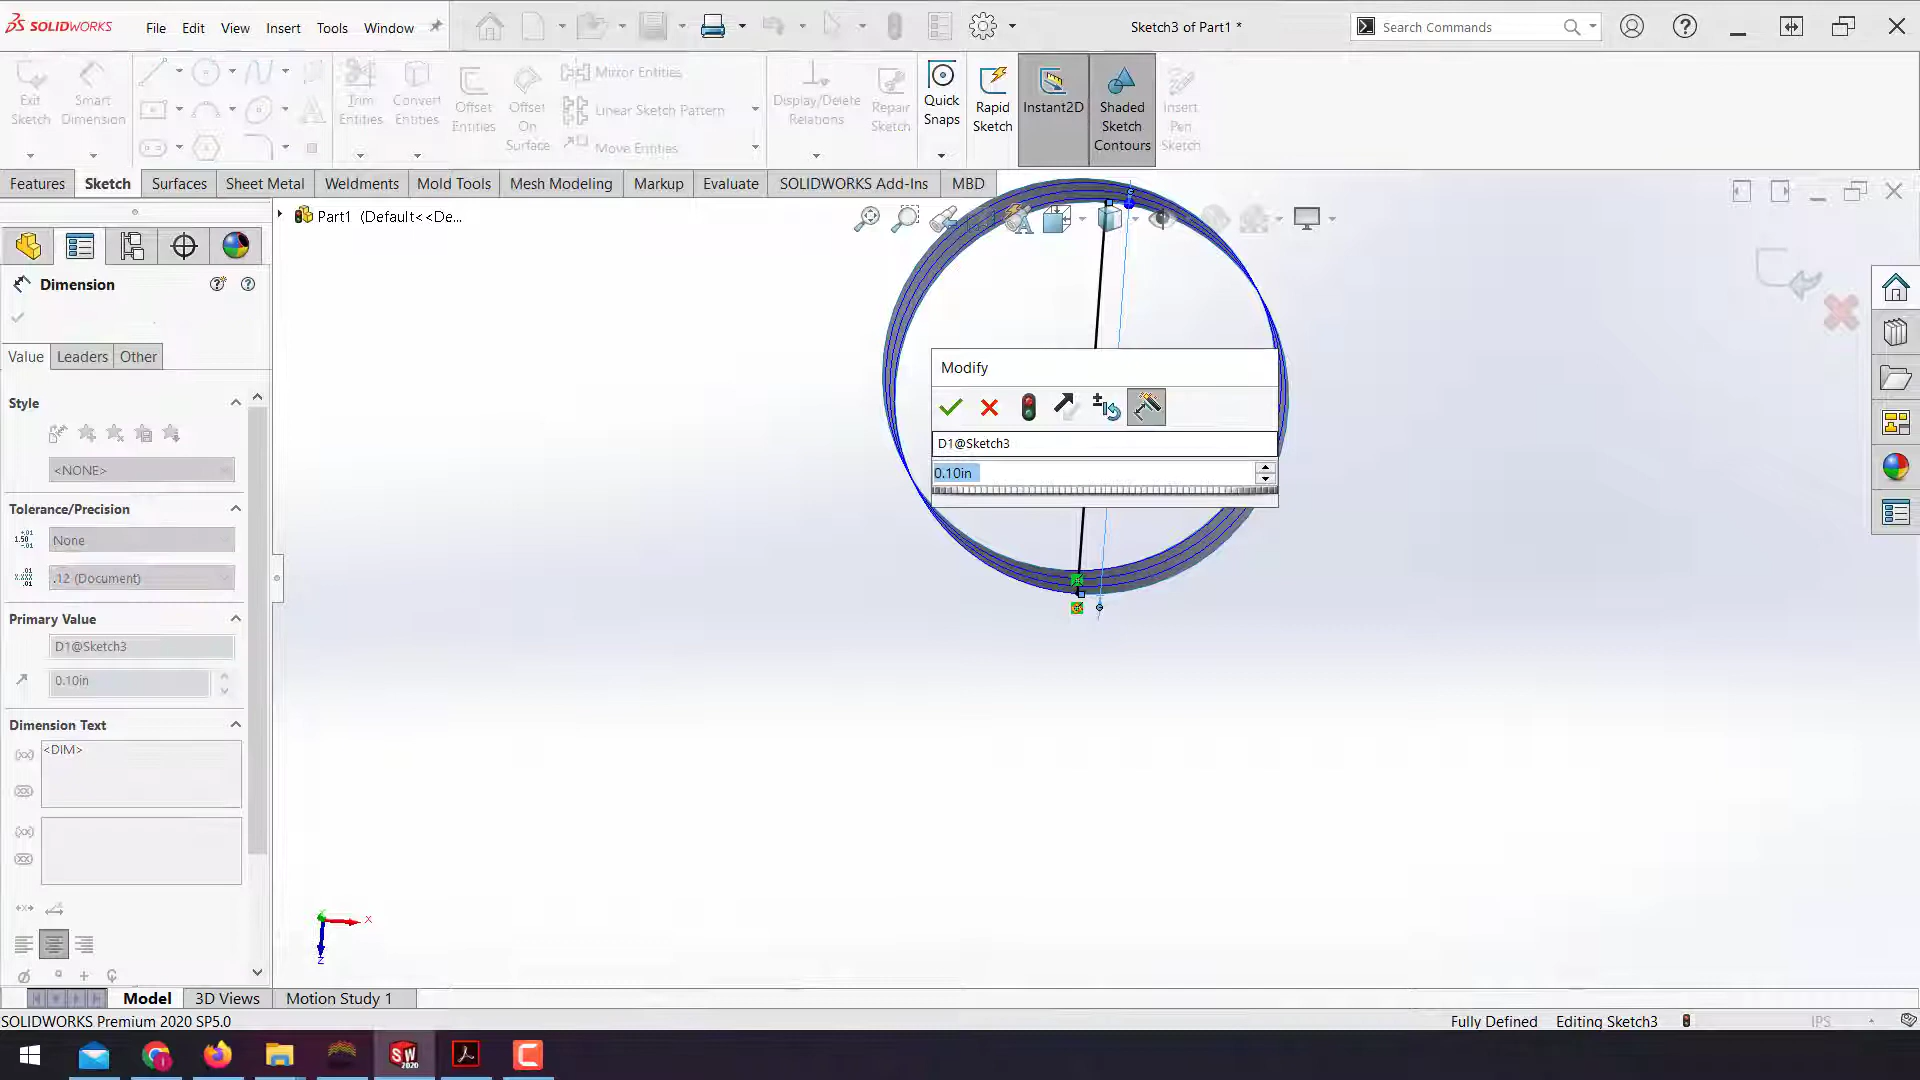 SOLIDWORKS
File Edit View Insert Tools Window
Sketch3 of Part1 *
Search Commands
Exit Sketch
Smart Dimension
Trim Entities
Convert Entities
Offset Entities
Offset On Surface
Mirror Entities
Linear Sketch Pattern
Move Entities
Display/Delete Relations
Repair Sketch
Quick Snaps
Rapid Sketch
Instant2D
Shaded Sketch Contours
Insert Pen Sketch
Features Sketch Surfaces Sheet Metal Weldments Mold Tools Mesh Modeling Markup Evaluate SOLIDWORKS Add-Ins MBD
Part1 (Default<<De...
Dimension
Value Leaders Other
Style
<NONE>
Tolerance/Precision
None
.12 (Document)
Primary Value
D1@Sketch3
0.10in
Dimension Text
<DIM>
Modify
D1@Sketch3
0.10in
X
Z
Model 3D Views Motion Study 1
SOLIDWORKS Premium 2020 SP5.0
Fully Defined Editing Sketch3 IPS
SW
2020